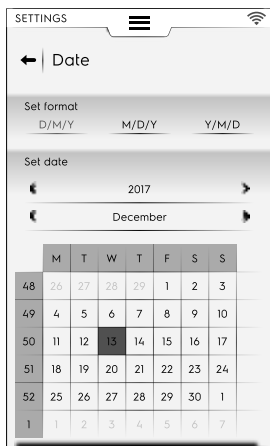 SETTINGS
Date
Set format
D/M/Y M/D/Y Y/M/D
Set date
2017
December
M T W T F S S
48 26 27 28 29 1 2 3
49 4 5 6 7 8 9 10
50 11 12 13 14 15 16 17
51 18 19 20 21 22 23 24
52 25 26 27 28 29 30 1
1 1 2 3 4 5 6 7